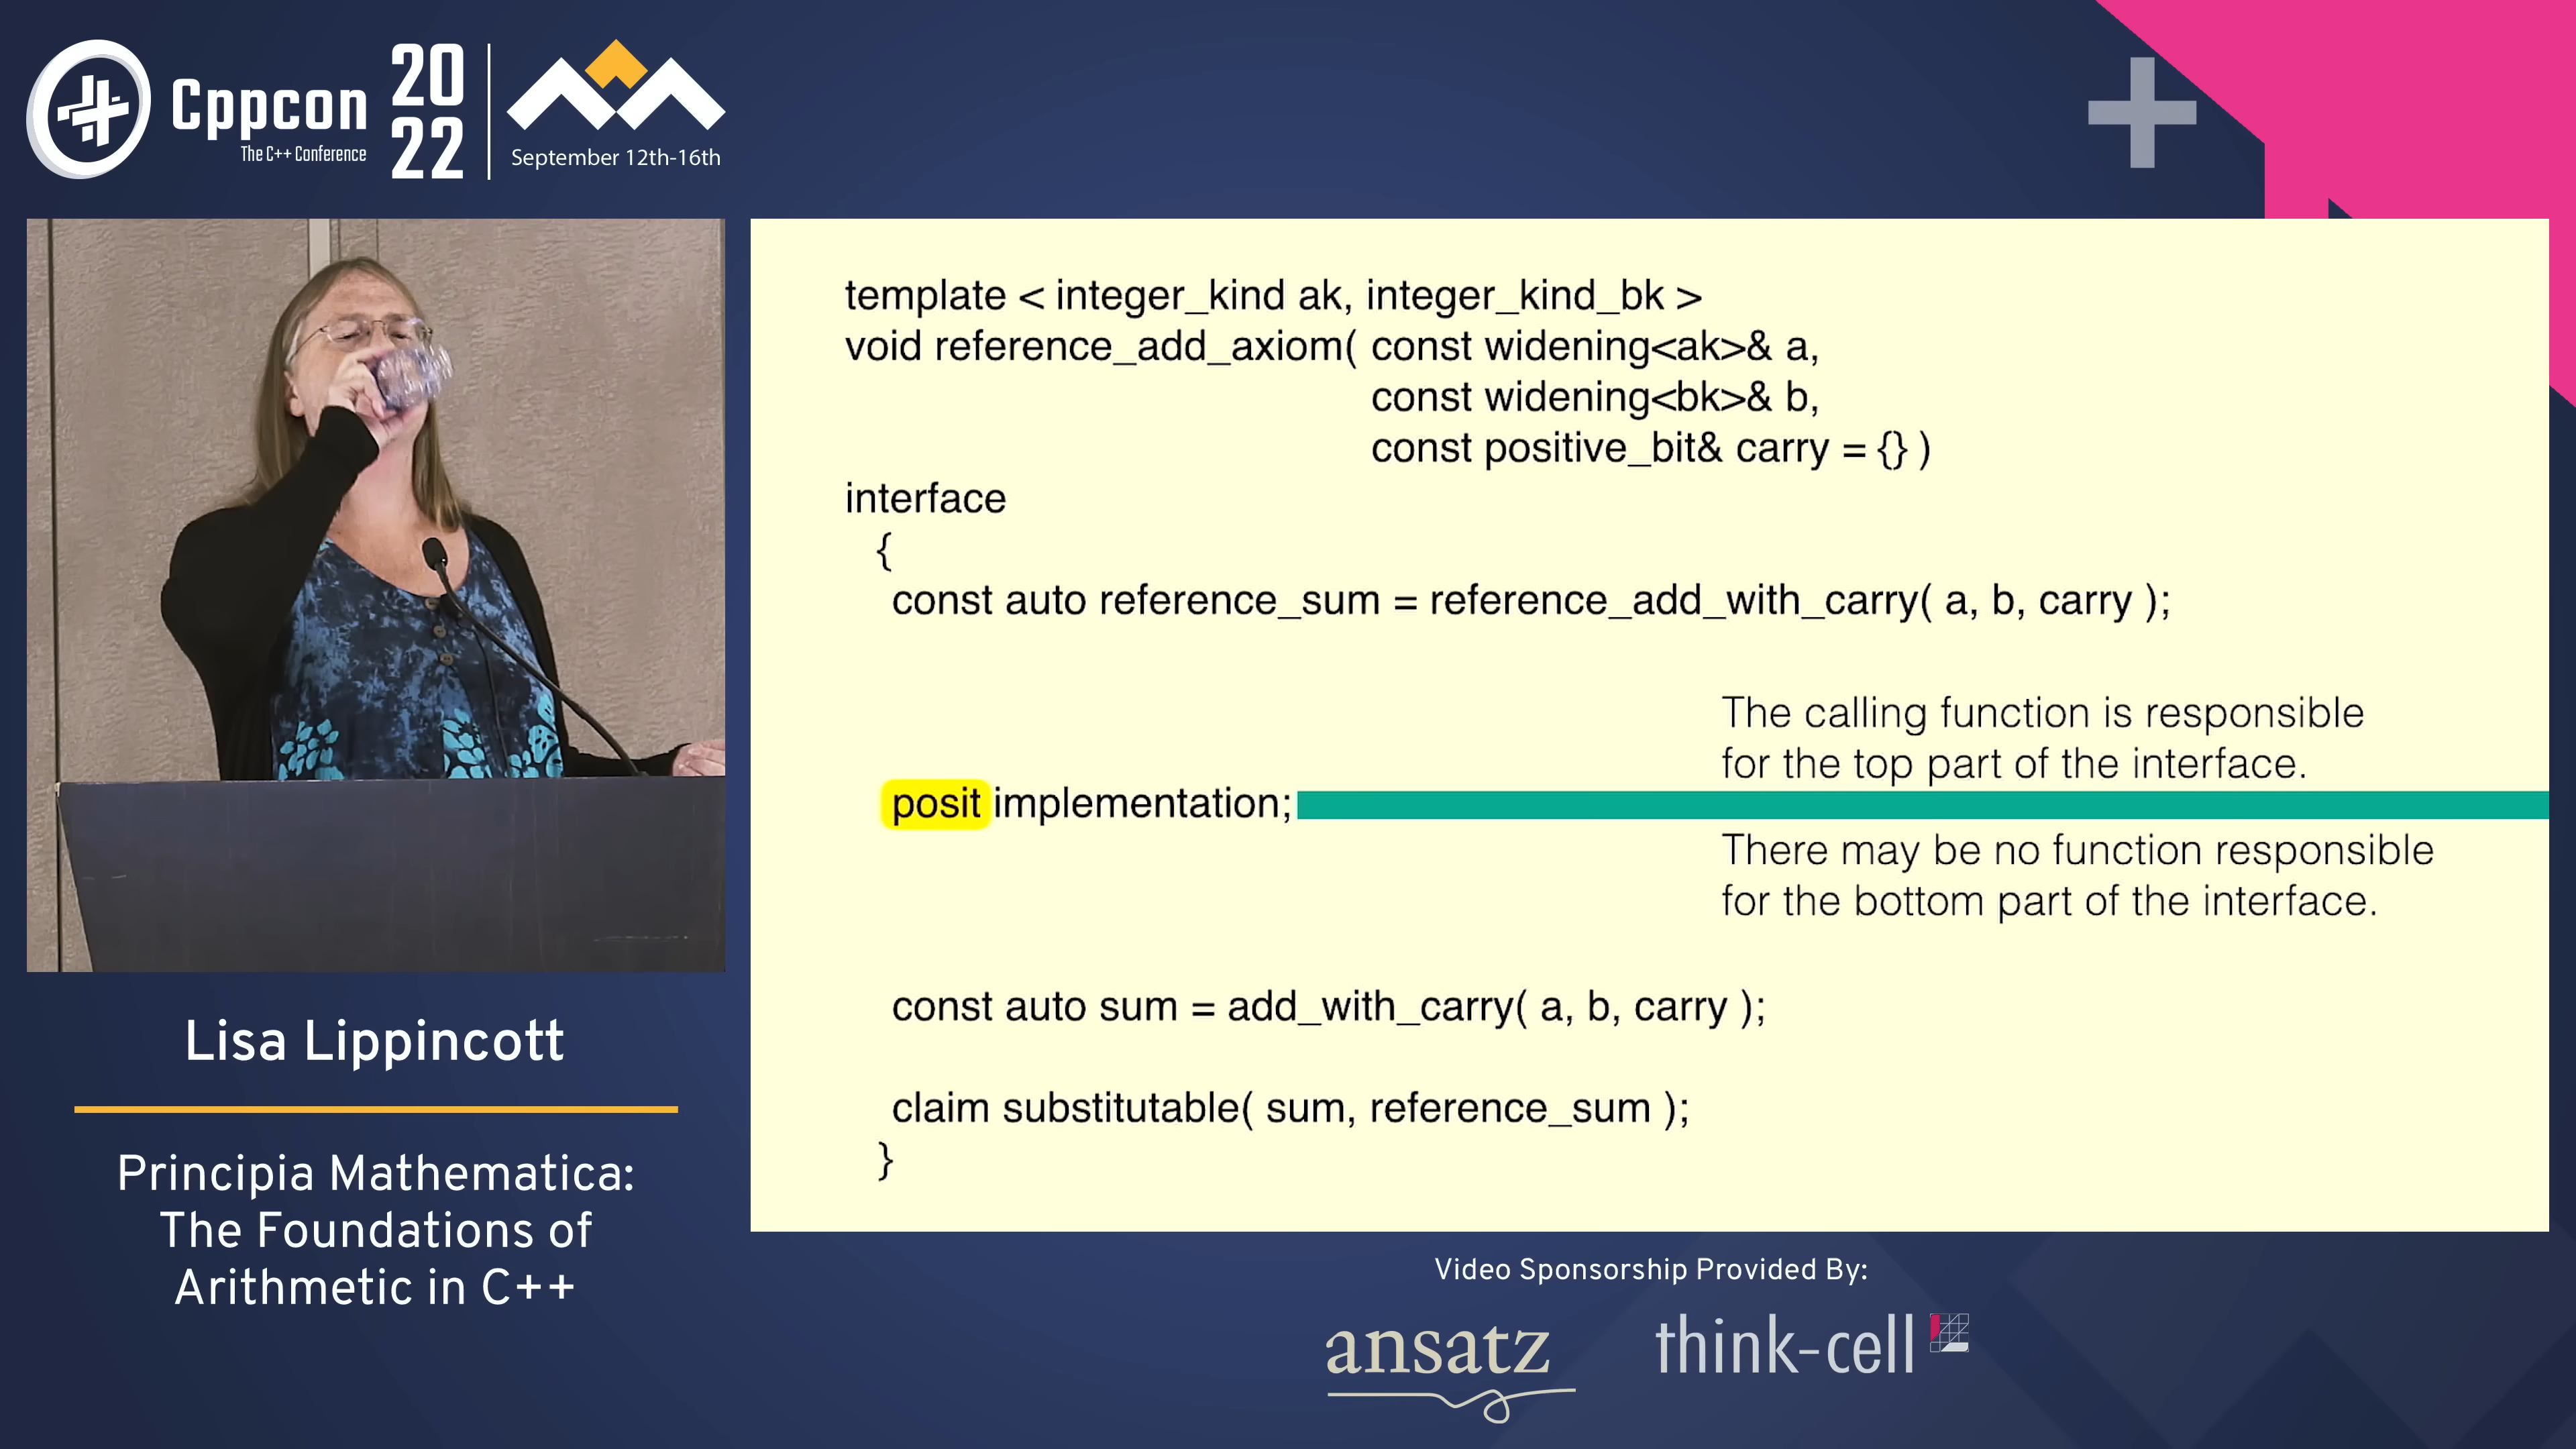 Cppcon
The C++ Conference
20
22
September 12th-16th
template < integer_kind ak, integer_kind_bk >
void reference_add_axiom( const widening<ak>& a,
const widening<bk>& b,
const positive_bit& carry = {} )
interface
{
const auto reference_sum = reference_add_with_carry( a, b, carry );
The calling function is responsible
for the top part of the interface.
posit implementation;
There may be no function responsible
for the bottom part of the interface.
const auto sum = add_with_carry( a, b, carry );
claim substitutable( sum, reference_sum );
}
Lisa Lippincott
Principia Mathematica:
The Foundations of
Arithmetic in C++
Video Sponsorship Provided By:
ansatz
think-cell